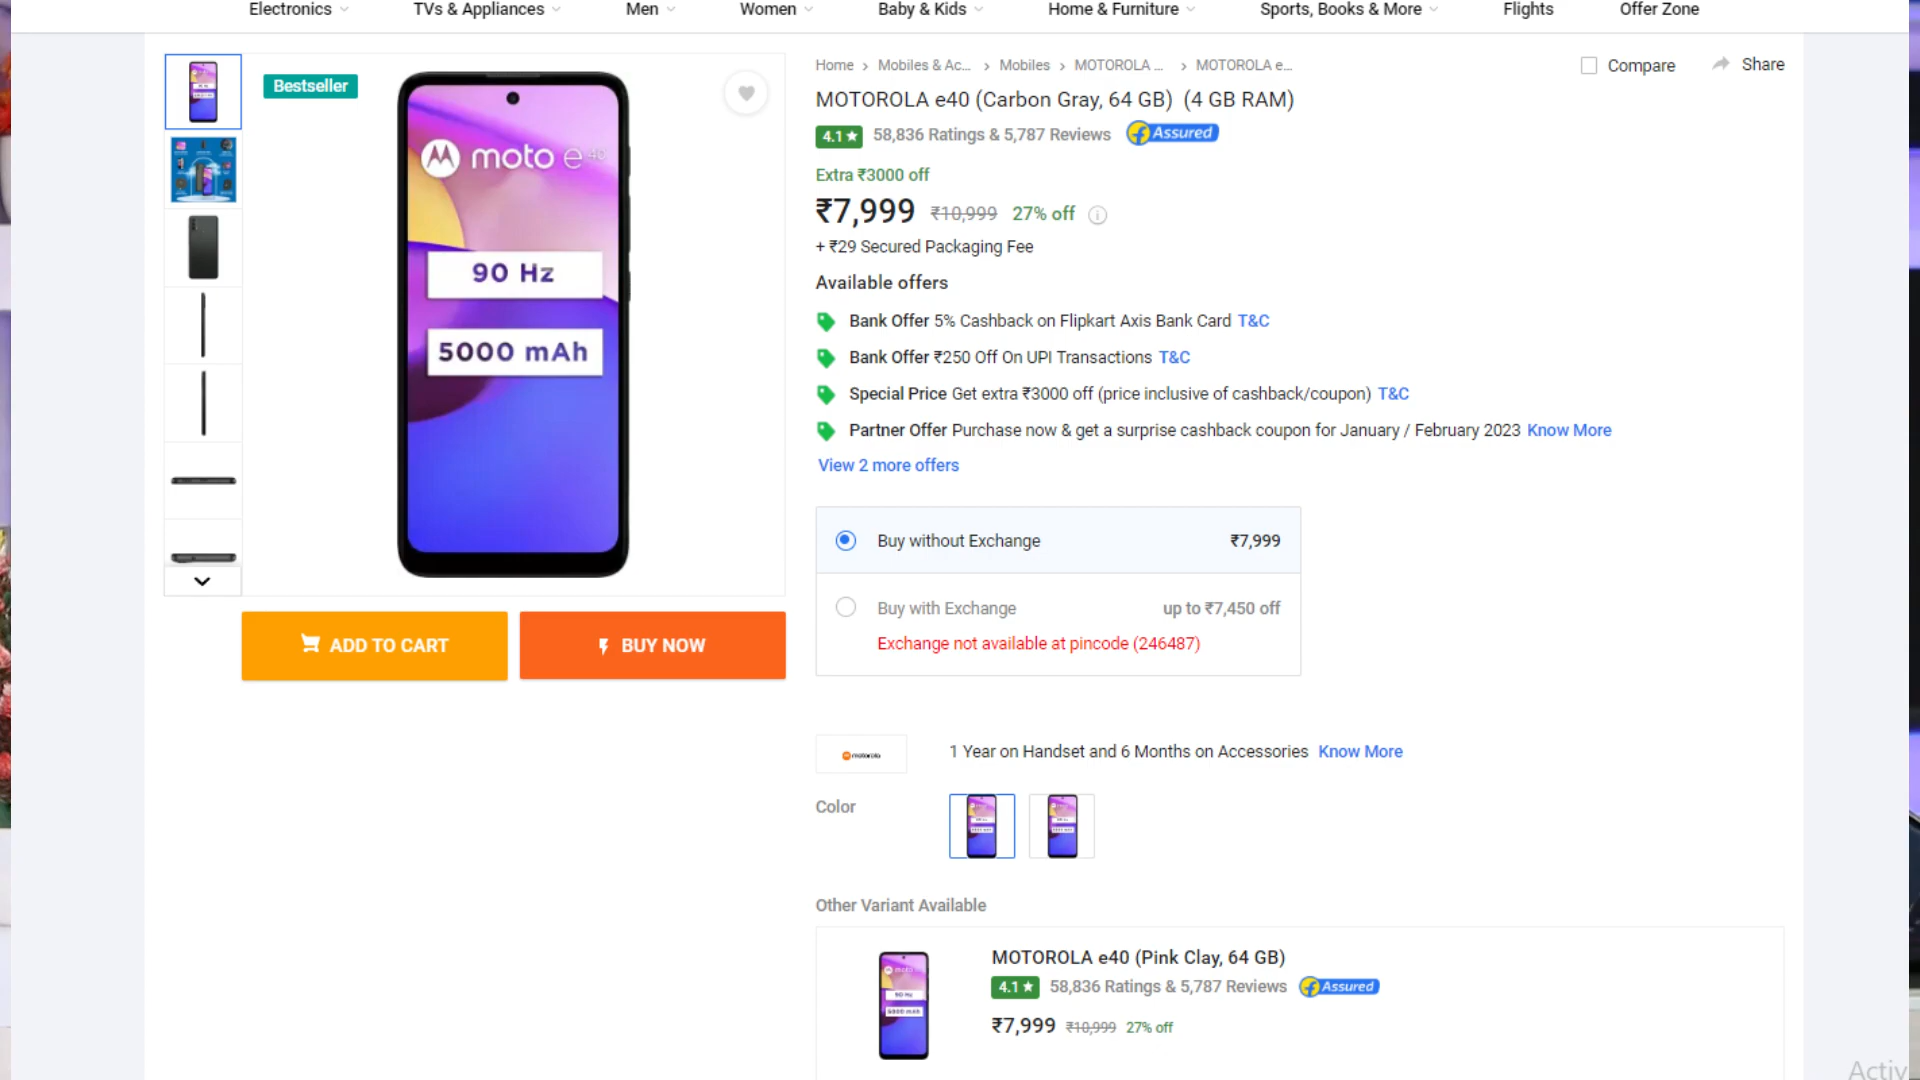 Electronics
TVs & Appliances
Men
Women
Baby & Kids
Home & Furniture
Sports, Books & More
Flights
Offer Zone
Bestseller
moto e40
90 Hz
5000 mAh
ADD TO CART
BUY NOW
Home > Mobiles & Ac... > Mobiles > MOTOROLA ... > MOTOROLA e...
Compare
Share
MOTOROLA e40 (Carbon Gray, 64 GB) (4 GB RAM)
4.1★ 58,836 Ratings & 5,787 Reviews Assured
Extra ₹3000 off
₹7,999 ₹10,999 27% off
+ ₹29 Secured Packaging Fee
Available offers
Bank Offer 5% Cashback on Flipkart Axis Bank Card T&C
Bank Offer ₹250 Off On UPI Transactions T&C
Special Price Get extra ₹3000 off (price inclusive of cashback/coupon) T&C
Partner Offer Purchase now & get a surprise cashback coupon for January / February 2023 Know More
View 2 more offers
Buy without Exchange ₹7,999
Buy with Exchange up to ₹7,450 off
Exchange not available at pincode (246487)
motorola
1 Year on Handset and 6 Months on Accessories Know More
Color
Other Variant Available
MOTOROLA e40 (Pink Clay, 64 GB)
4.1★ 58,836 Ratings & 5,787 Reviews Assured
₹7,999 ₹10,999 27% off
moto
90 Hz
5000 mAh
Activ